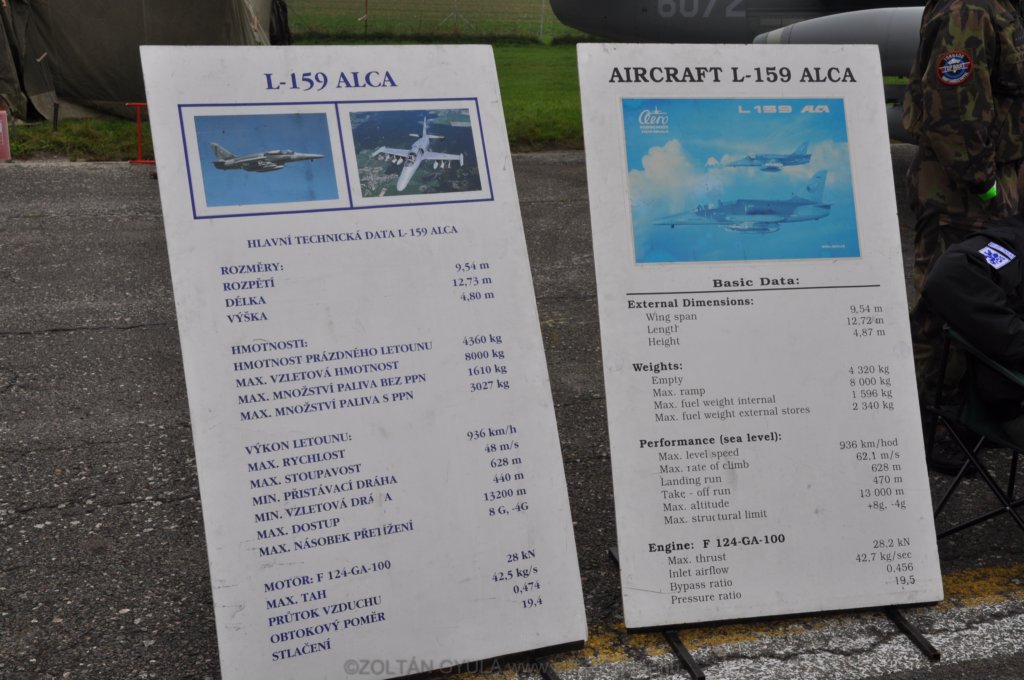 6072
L-159 ALCA
HLAVNÍ TECHNICKÁ DATA L-159 ALCA
ROZMĚRY:
ROZPĚTÍ 9,54 m
DÉLKA 12,73 m
VÝŠKA 4,80 m
HMOTNOSTI:
HMOTNOST PRÁZDNÉHO LETOUNU 4360 kg
MAX. VZLETOVÁ HMOTNOST 8000 kg
MAX. MNOŽSTVÍ PALIVA BEZ PPN 1610 kg
MAX. MNOŽSTVÍ PALIVA S PPN 3027 kg
VÝKON LETOUNU:
MAX. RYCHLOST 936 km/h
MAX. STOUPAVOST 48 m/s
MIN. PŘISTÁVACÍ DRÁHA 628 m
MIN. VZLETOVÁ DRÁ A 440 m
MAX. DOSTUP 13200 m
MAX. NÁSOBEK PŘETÍŽENÍ 8 G, -4G
MOTOR: F 124-GA-100
MAX. TAH 28 kN
PRŮTOK VZDUCHU 42,5 kg/s
OBTOKOVÝ POMĚR 0,474
STLAČENÍ 19,4
AIRCRAFT L-159 ALCA
Aero
L 159 ALCA
Basic Data:
External Dimensions:
Wing span 9,54 m
Length 12,72 m
Height 4,87 m
Weights:
Empty 4 320 kg
Max. ramp 8 000 kg
Max. fuel weight internal 1 596 kg
Max. fuel weight external stores 2 340 kg
Performance (sea level):
Max. level speed 936 km/hod
Max. rate of climb 62,1 m/s
Landing run 628 m
Take - off run 470 m
Max. altitude 13 000 m
Max. structural limit +8g, -4g
Engine: F 124-GA-100
Max. thrust 28,2 kN
Inlet airflow 42,7 kg/sec
Bypass ratio 0,456
Pressure ratio 19,5
©ZOLTÁN GYULA www.